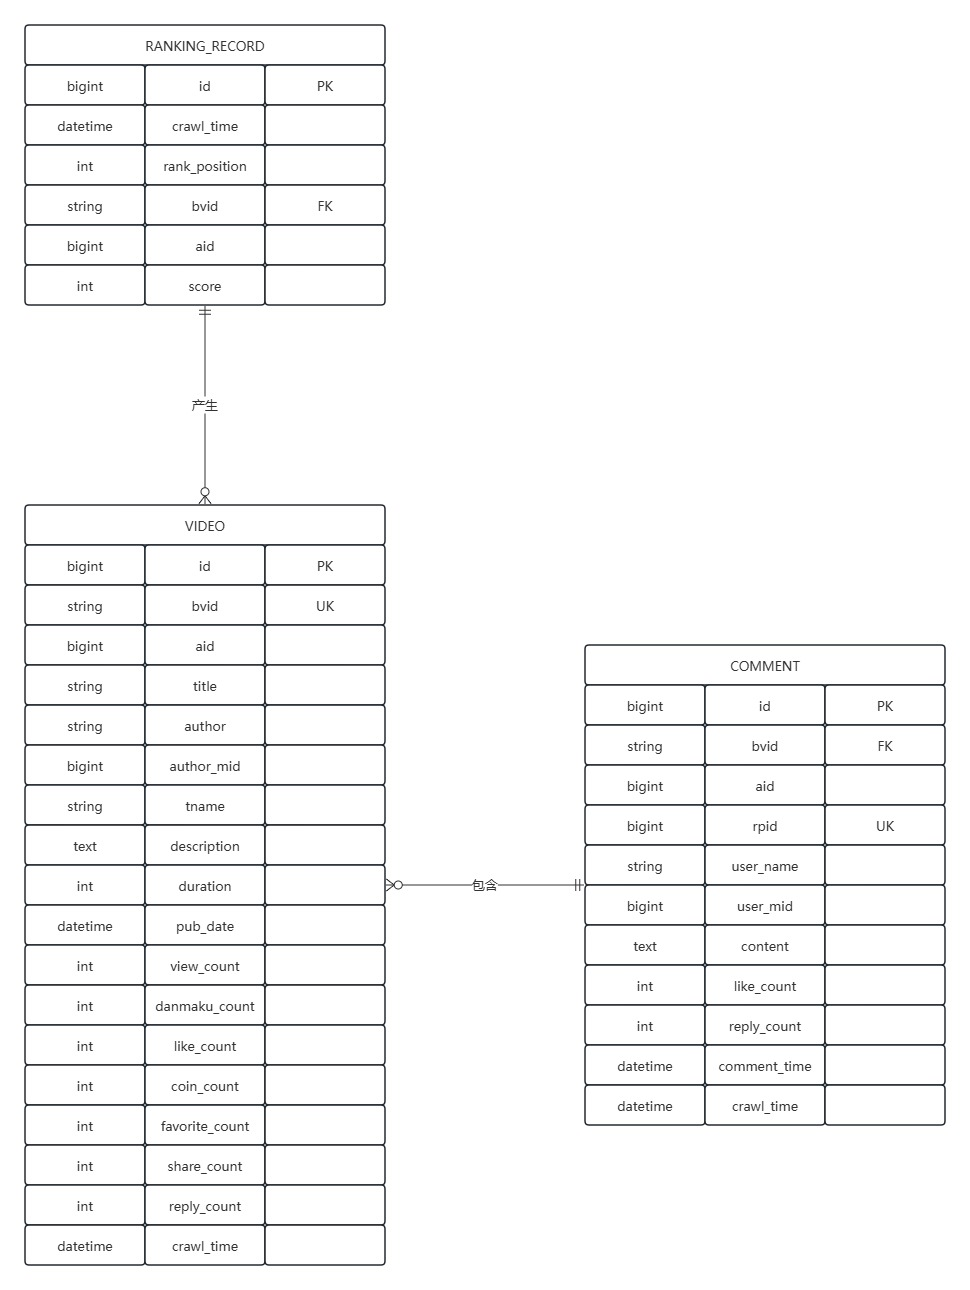 RANKING_RECORD
bigint id PK
datetime crawl_time
int rank_position
string bvid FK
bigint aid
int score
产生
VIDEO
bigint id PK
string bvid UK
bigint aid
string title
string author
bigint author_mid
string tname
text description
int duration
datetime pub_date
int view_count
int danmaku_count
int like_count
int coin_count
int favorite_count
int share_count
int reply_count
datetime crawl_time
包含
COMMENT
bigint id PK
string bvid FK
bigint aid
bigint rpid UK
string user_name
bigint user_mid
text content
int like_count
int reply_count
datetime comment_time
datetime crawl_time